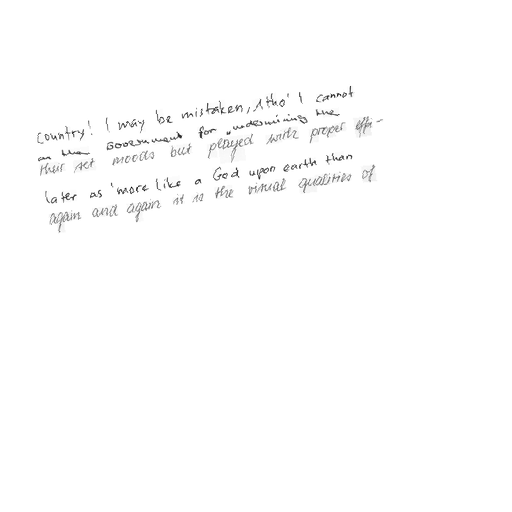 country! I may be mistaken, 'tho' I cannot
on the Government for undermining the
their set moods but played with proper effi-
later as 'more like a God upon earth than
again and again it is the visual qualities of